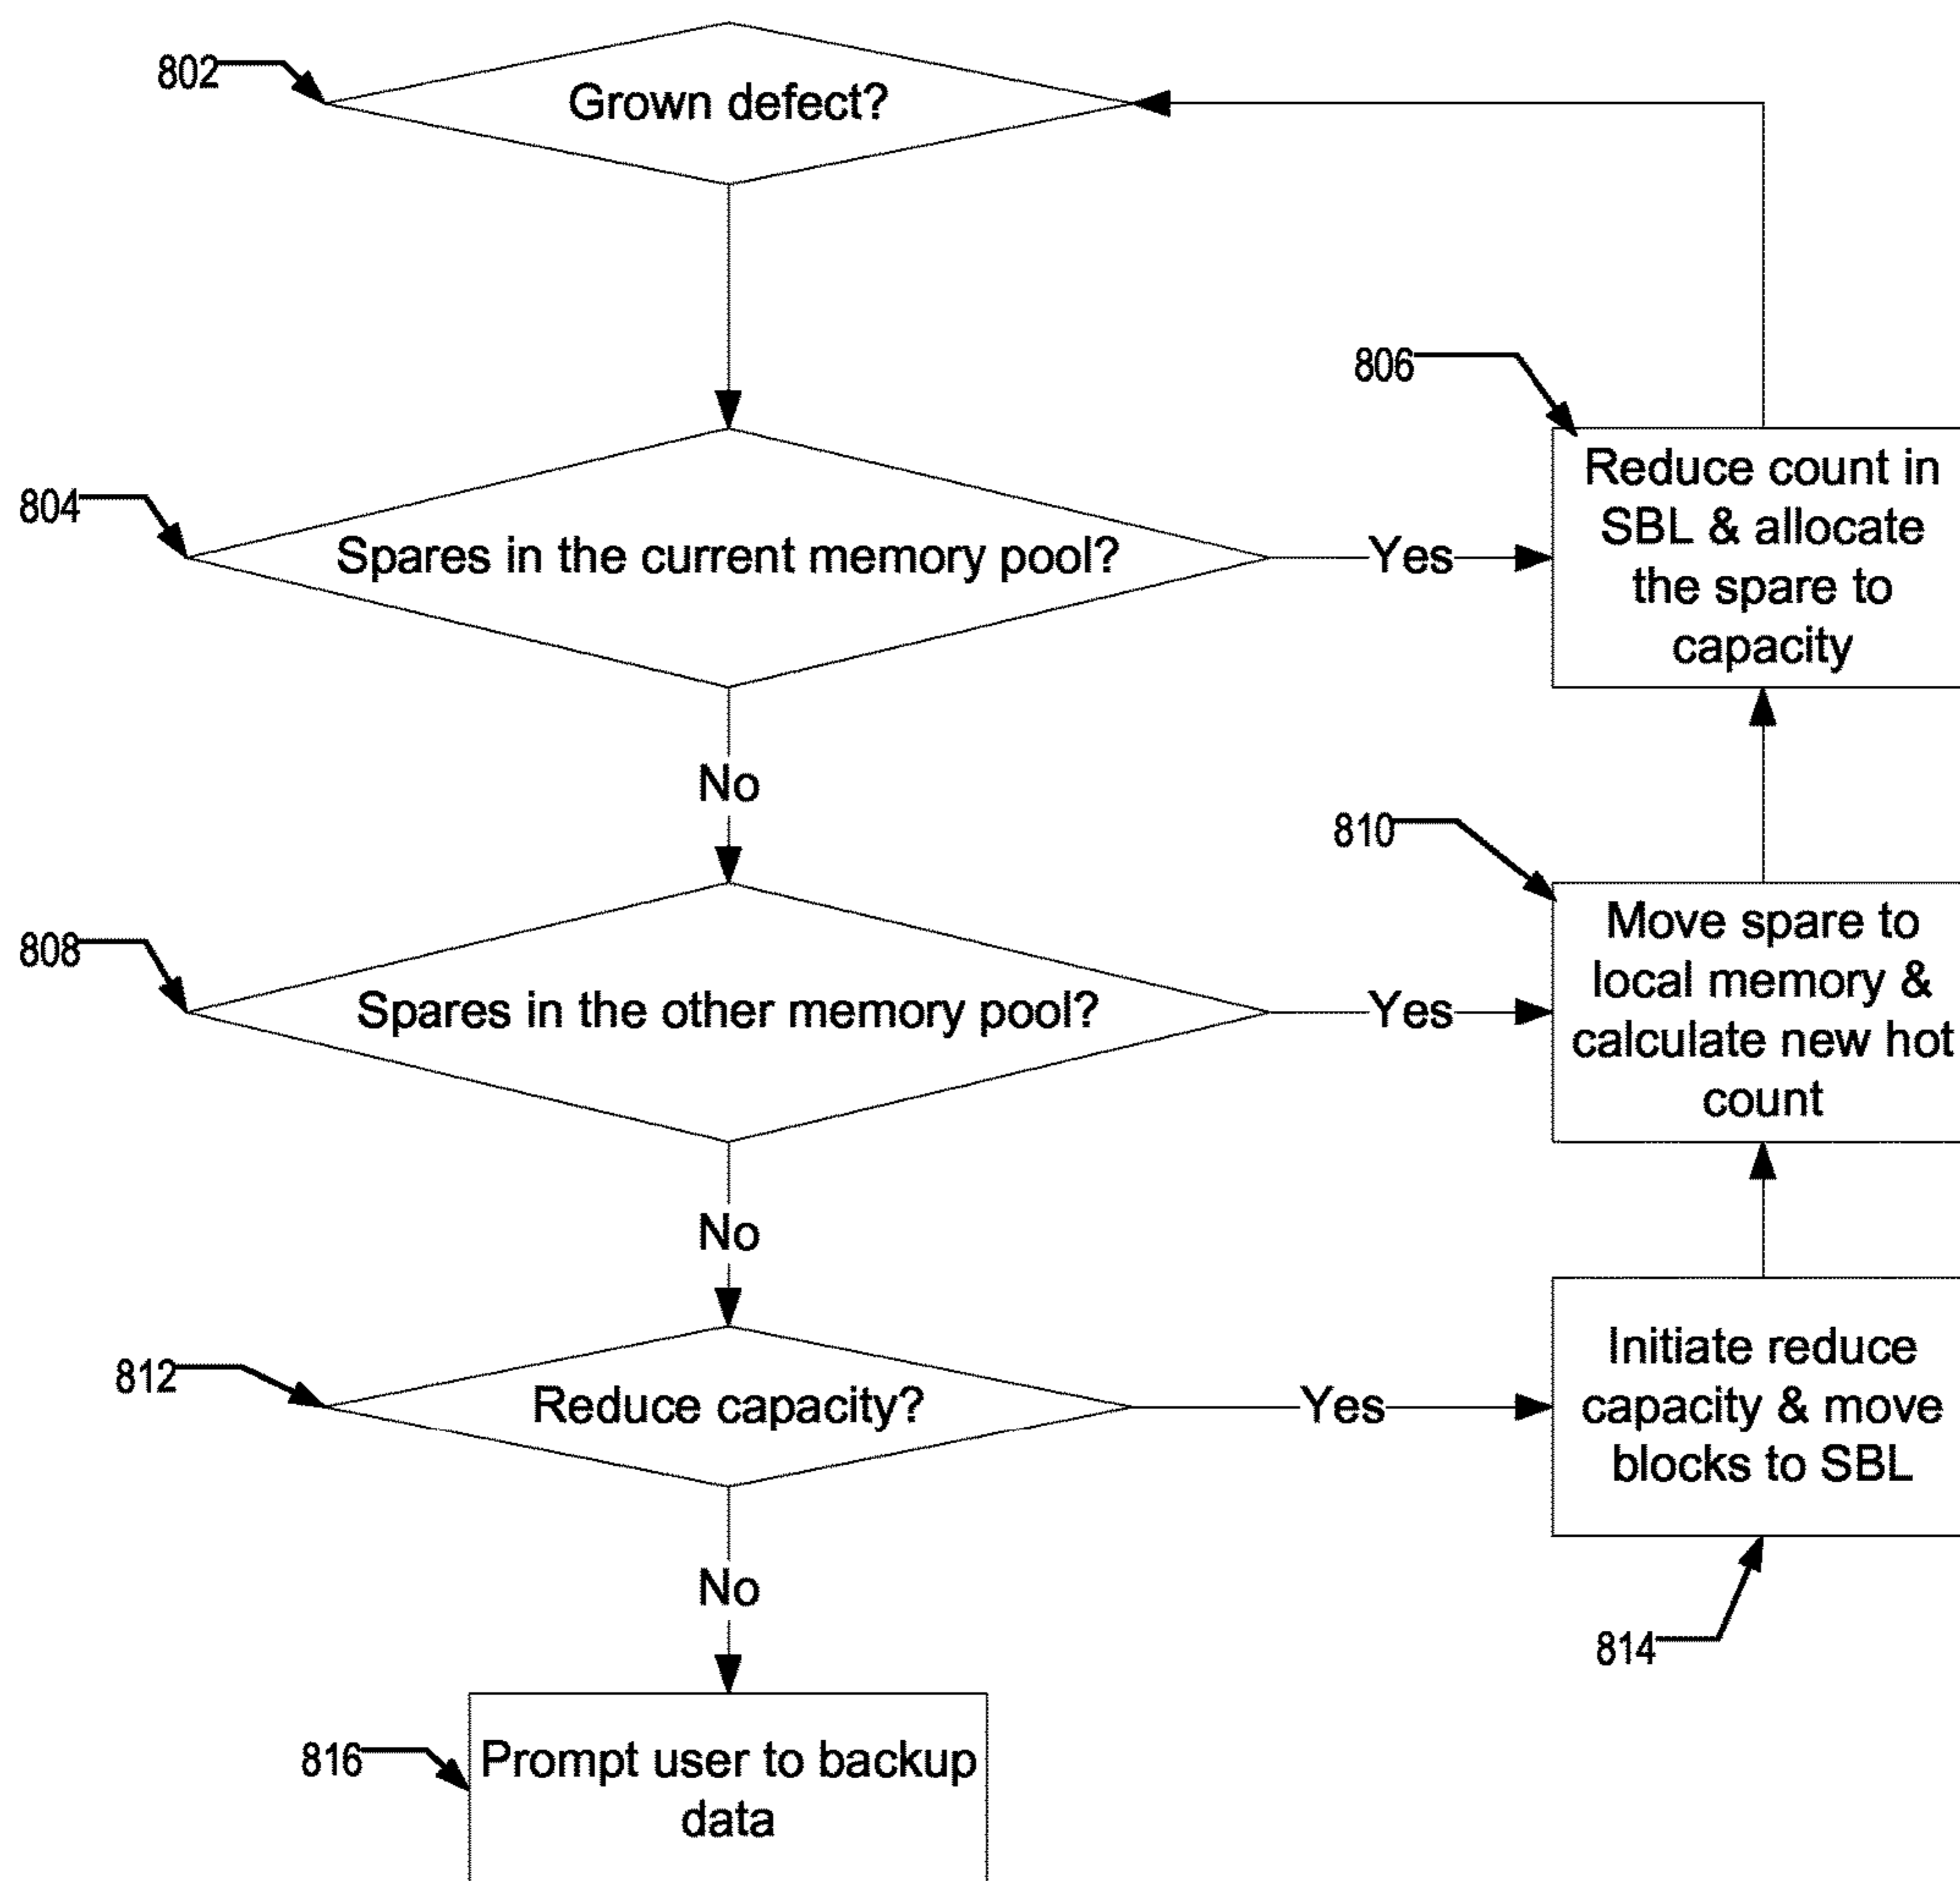 802
Grown defect?
804
Spares in the current memory pool?
Yes
806
Reduce count in
SBL & allocate
the spare to
capacity
No
808
Spares in the other memory pool?
Yes
810
Move spare to
local memory &
calculate new hot
count
No
812
Reduce capacity?
Yes
Initiate reduce
capacity & move
blocks to SBL
814
No
816
Prompt user to backup
data